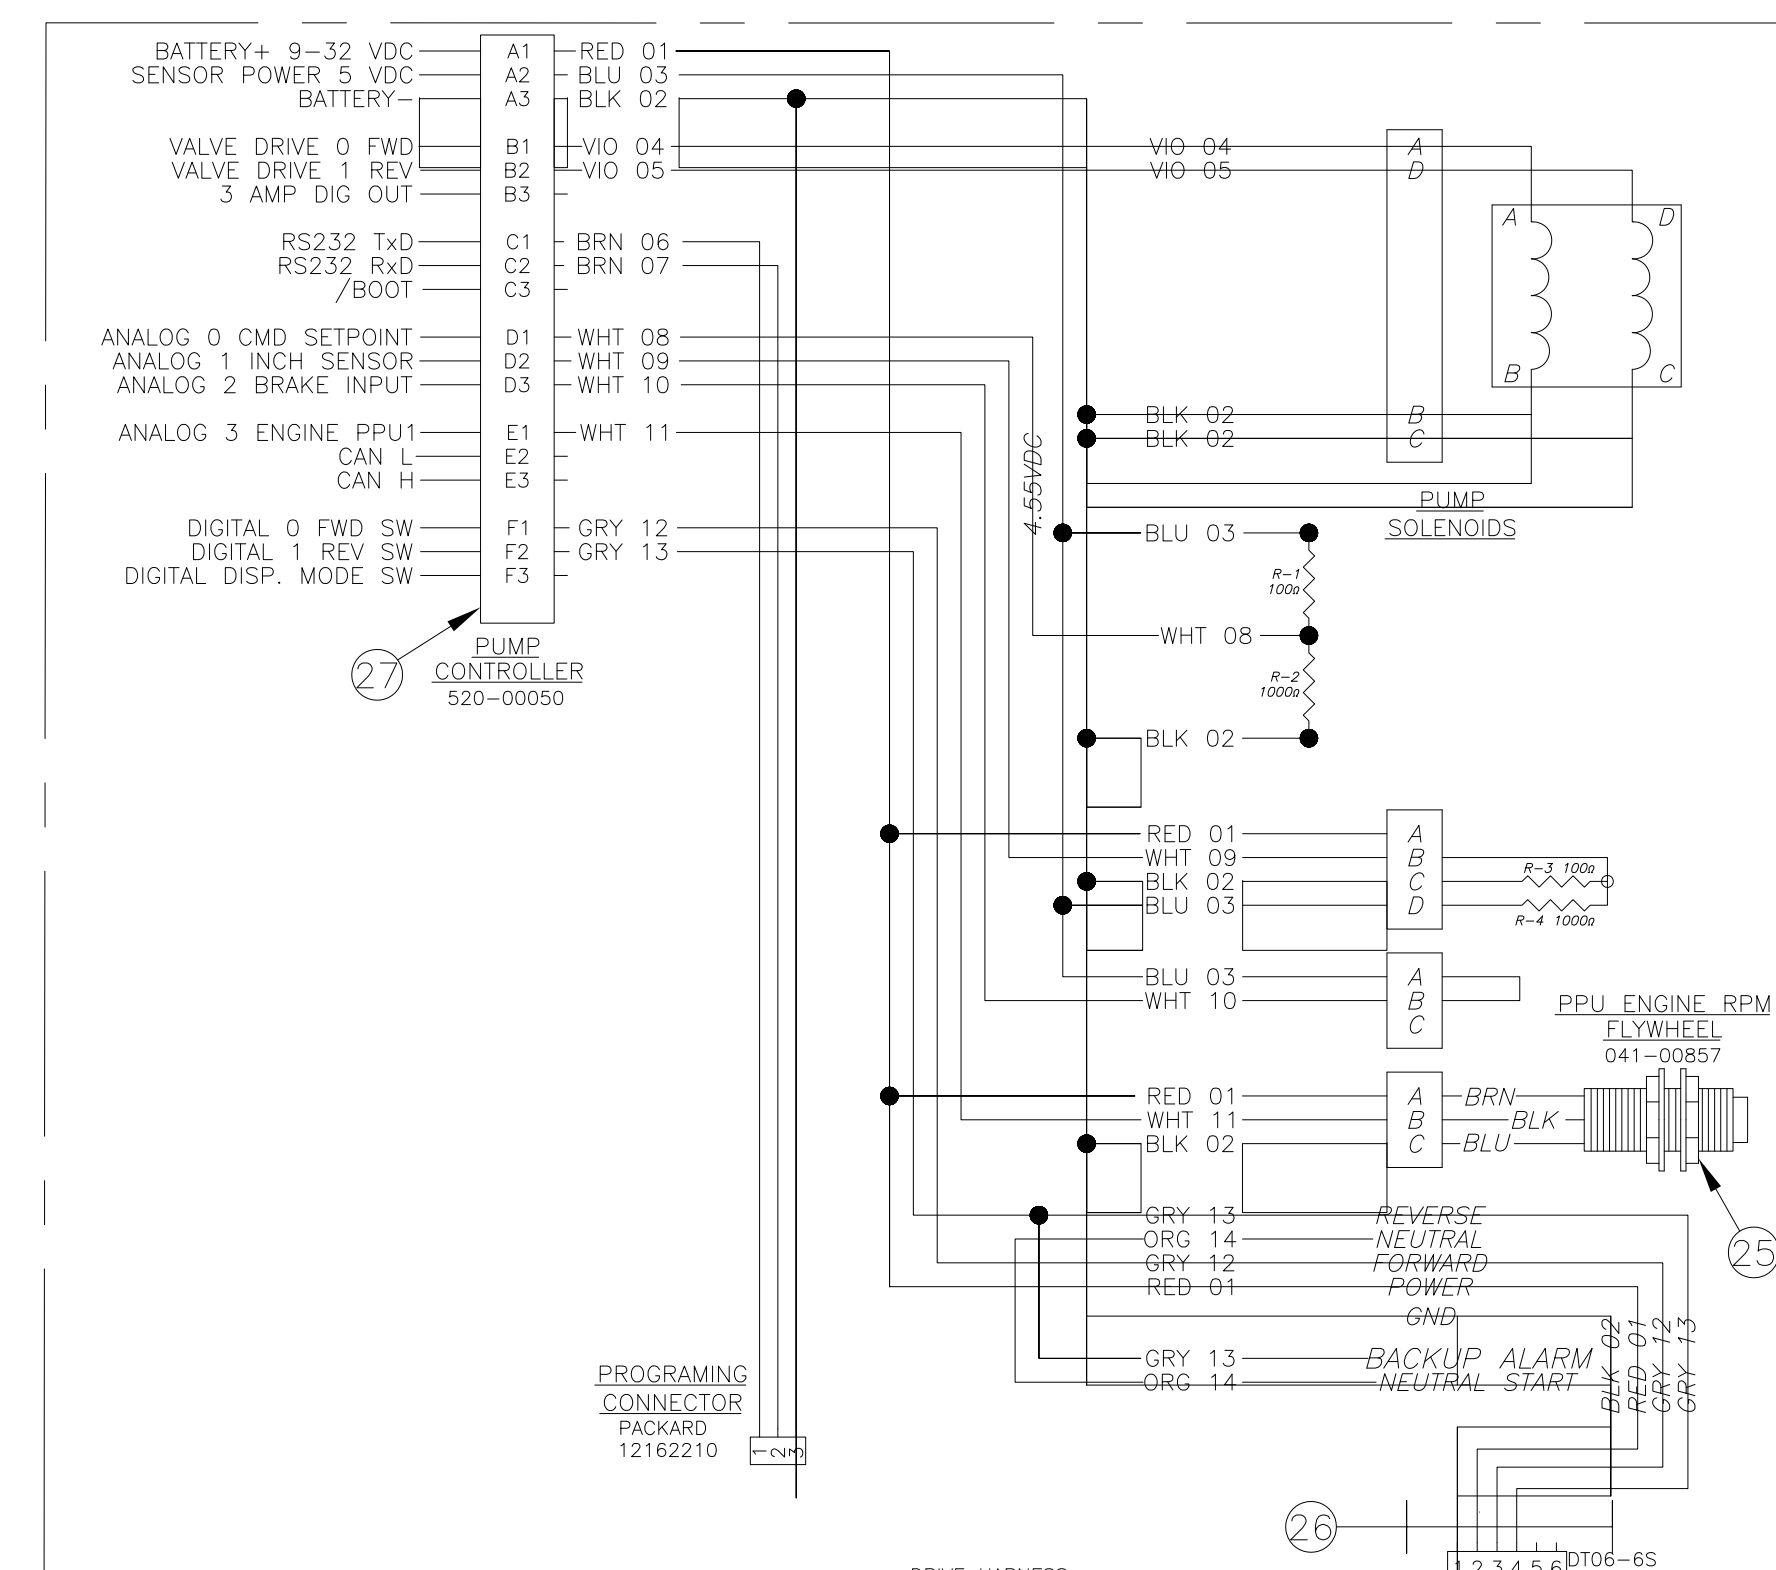 BATTERY+ 9-32 VDC A1 RED 01
SENSOR POWER 5 VDC A2 BLU 03
BATTERY- A3 BLK 02
VALVE DRIVE 0 FWD B1 VIO 04 VIO 04 A
VALVE DRIVE 1 REV B2 VIO 05 VIO 05 D
3 AMP DIG OUT B3
A D
RS232 TxD C1 BRN 06
RS232 RxD C2 BRN 07
/BOOT C3
ANALOG 0 CMD SETPOINT D1 WHT 08
ANALOG 1 INCH SENSOR D2 WHT 09
ANALOG 2 BRAKE INPUT D3 WHT 10
B C
BLK 02 B
ANALOG 3 ENGINE PPU1 E1 WHT 11 BLK 02 C
CAN L E2
CAN H E3
4.55VDC
PUMP
SOLENOIDS
DIGITAL 0 FWD SW F1 GRY 12
DIGITAL 1 REV SW F2 GRY 13
DIGITAL DISP. MODE SW F3
BLU 03
R-1
100Ω
WHT 08
R-2
1000Ω
BLK 02
27
PUMP
CONTROLLER
520-00050
RED 01 A
WHT 09 B
BLK 02 C R-3 100Ω
BLU 03 D
R-4 1000Ω
BLU 03 A
WHT 10 B
C
PPU ENGINE RPM
FLYWHEEL
041-00857
RED 01 A BRN
WHT 11 B BLK
BLK 02 C BLU
25
GRY 13 REVERSE
ORG 14 NEUTRAL
GRY 12 FORWARD
RED 01 POWER
GND
GRY 13 BACKUP ALARM
ORG 14 NEUTRAL START
BLK 02
RED 01
GRY 12
GRY 13
PROGRAMING
CONNECTOR
PACKARD
12162210
1 2 3
26
1 2 3 4 5 6 DT06-6S
DRIVE HARNESS